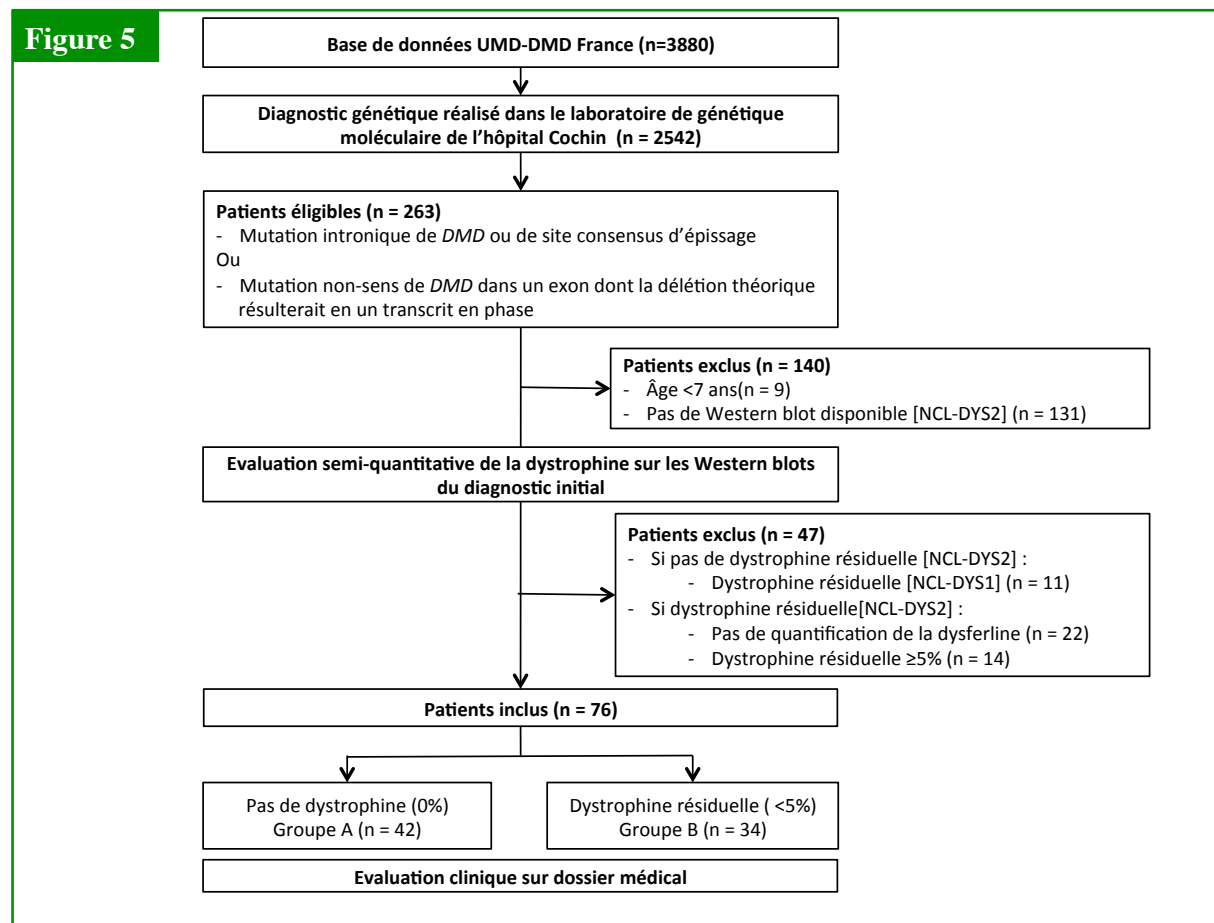 Figure 5
Base de données UMD-DMD France (n=3880)
Diagnostic génétique réalisé dans le laboratoire de génétique
moléculaire de l'hôpital Cochin (n = 2542)
Patients éligibles (n = 263)
- Mutation intronique de DMD ou de site consensus d'épissage
Ou
- Mutation non-sens de DMD dans un exon dont la délétion théorique
résulterait en un transcrit en phase
Patients exclus (n = 140)
- Âge <7 ans(n = 9)
- Pas de Western blot disponible [NCL-DYS2] (n = 131)
Evaluation semi-quantitative de la dystrophine sur les Western blots
du diagnostic initial
Patients exclus (n = 47)
- Si pas de dystrophine résiduelle [NCL-DYS2] :
- Dystrophine résiduelle [NCL-DYS1] (n = 11)
- Si dystrophine résiduelle[NCL-DYS2] :
- Pas de quantification de la dysferline (n = 22)
- Dystrophine résiduelle ≥5% (n = 14)
Patients inclus (n = 76)
Pas de dystrophine (0%)
Groupe A (n = 42)
Dystrophine résiduelle ( <5%)
Groupe B (n = 34)
Evaluation clinique sur dossier médical